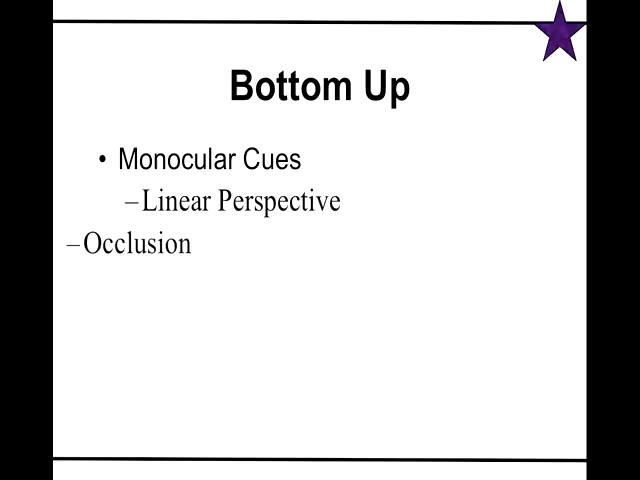 Bottom Up
• Monocular Cues
–Linear Perspective
–Occlusion